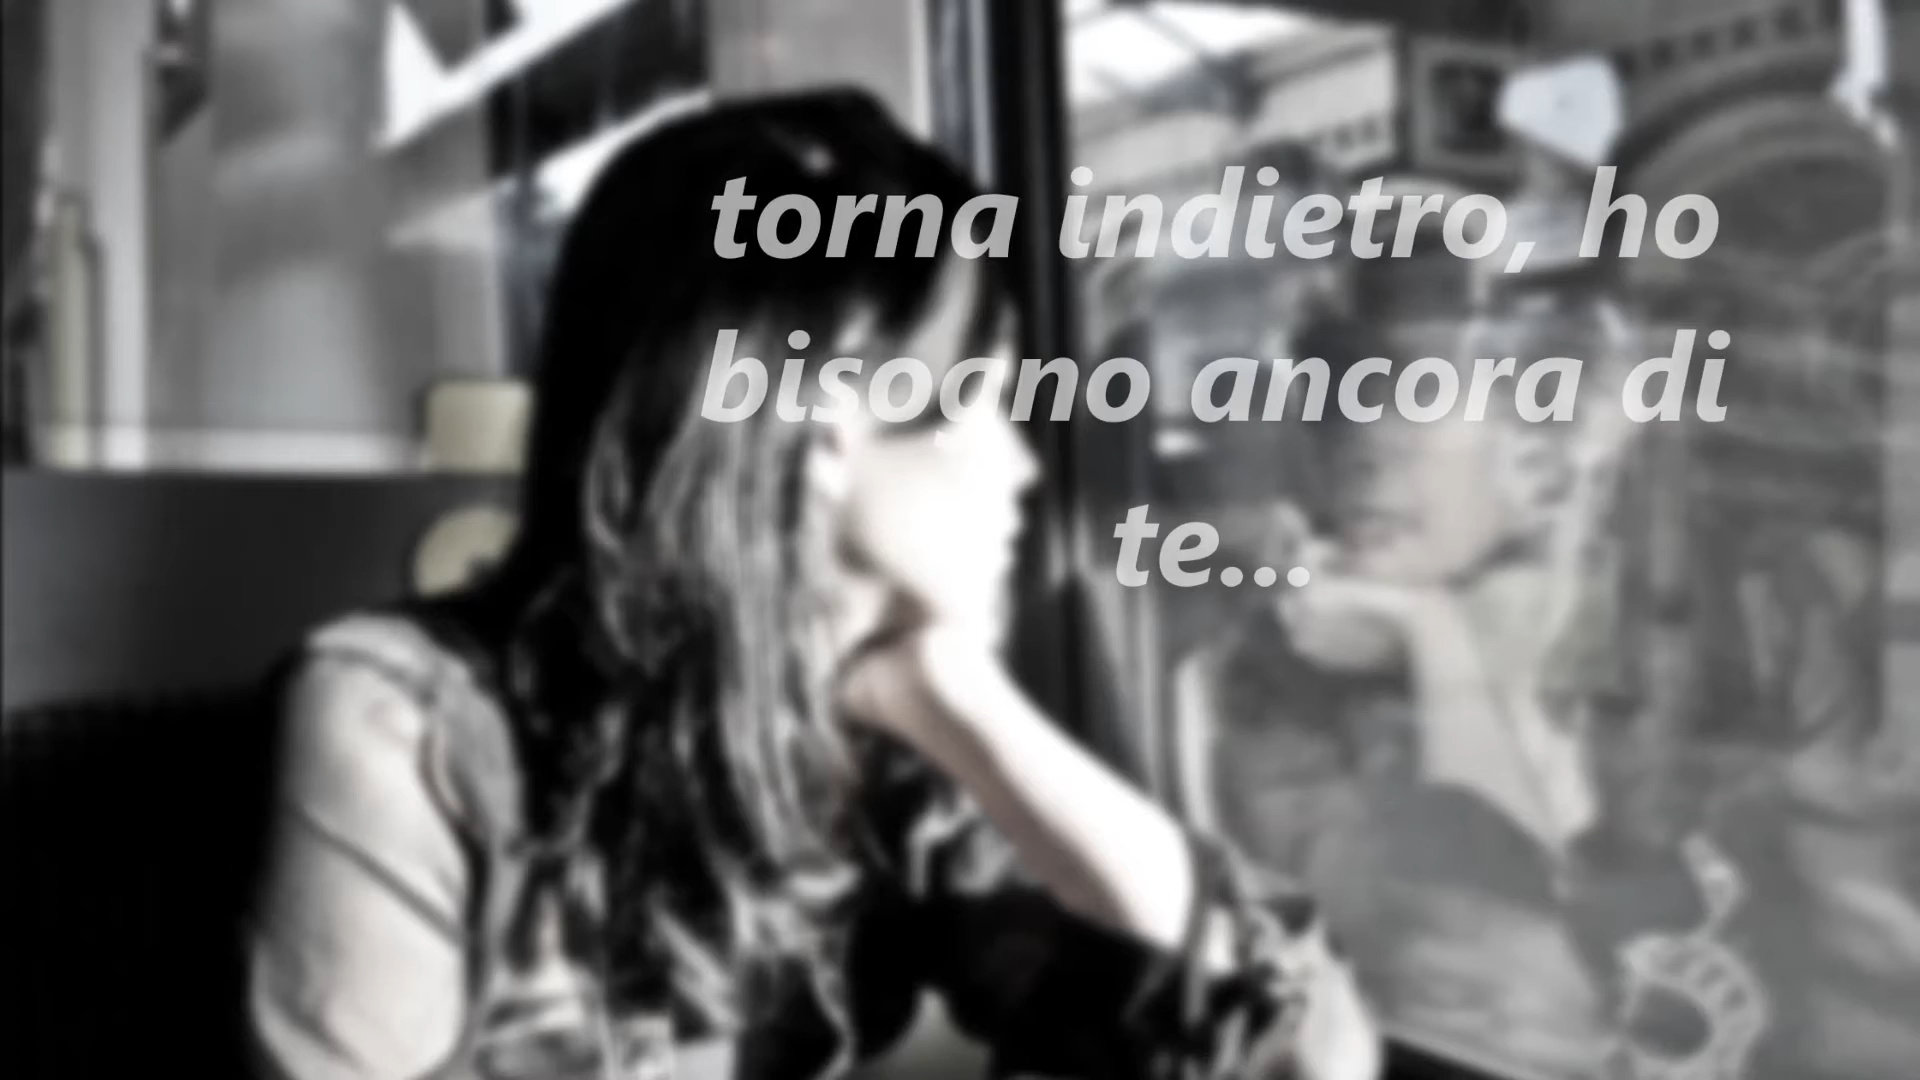 torna indietro, ho
bisogno ancora di
te...